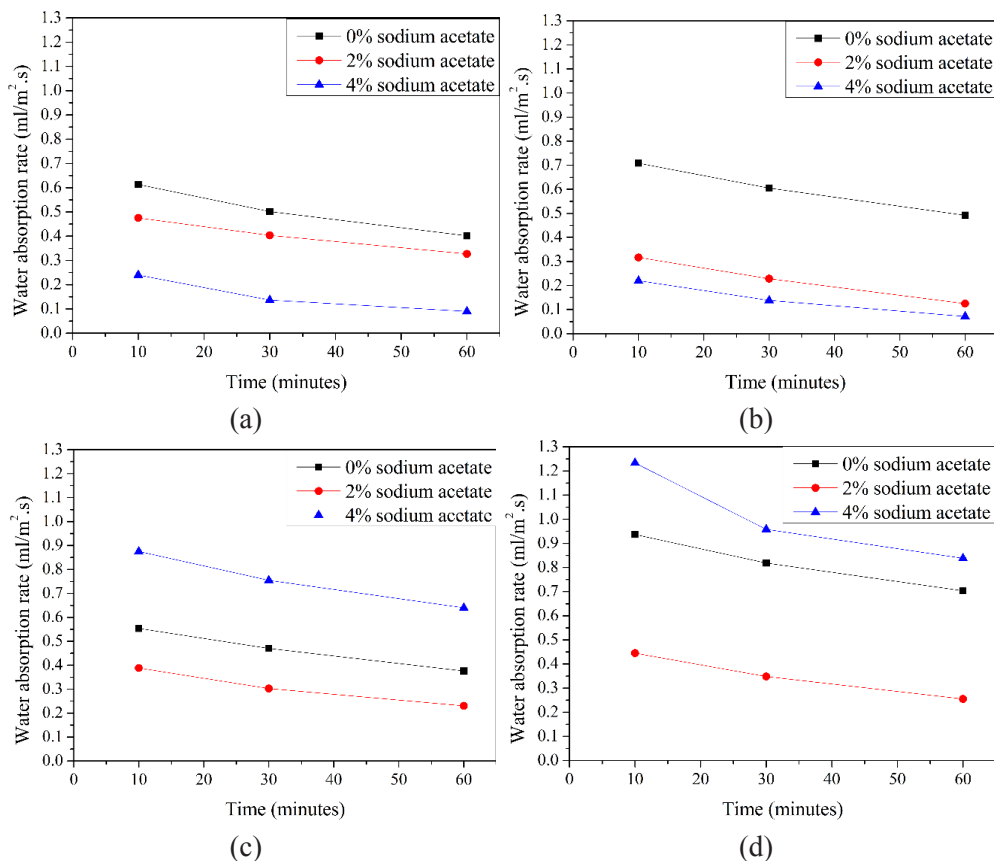 Water absorption rate (ml/m².s)
1.3
1.2
1.1
1.0
0.9
0.8
0.7
0.6
0.5
0.4
0.3
0.2
0.1
0.0
0% sodium acetate
2% sodium acetate
4% sodium acetate
0 10 20 30 40 50 60
Time (minutes)
(a)
Water absorption rate (ml/m².s)
1.3
1.2
1.1
1.0
0.9
0.8
0.7
0.6
0.5
0.4
0.3
0.2
0.1
0.0
0% sodium acetate
2% sodium acetate
4% sodium acetate
0 10 20 30 40 50 60
Time (minutes)
(b)
Water absorption rate (ml/m².s)
1.3
1.2
1.1
1.0
0.9
0.8
0.7
0.6
0.5
0.4
0.3
0.2
0.1
0.0
0% sodium acetate
2% sodium acetate
4% sodium acetate
0 10 20 30 40 50 60
Time (minutes)
(c)
Water absorption rate (ml/m².s)
1.3
1.2
1.1
1.0
0.9
0.8
0.7
0.6
0.5
0.4
0.3
0.2
0.1
0.0
0% sodium acetate
2% sodium acetate
4% sodium acetate
0 10 20 30 40 50 60
Time (minutes)
(d)